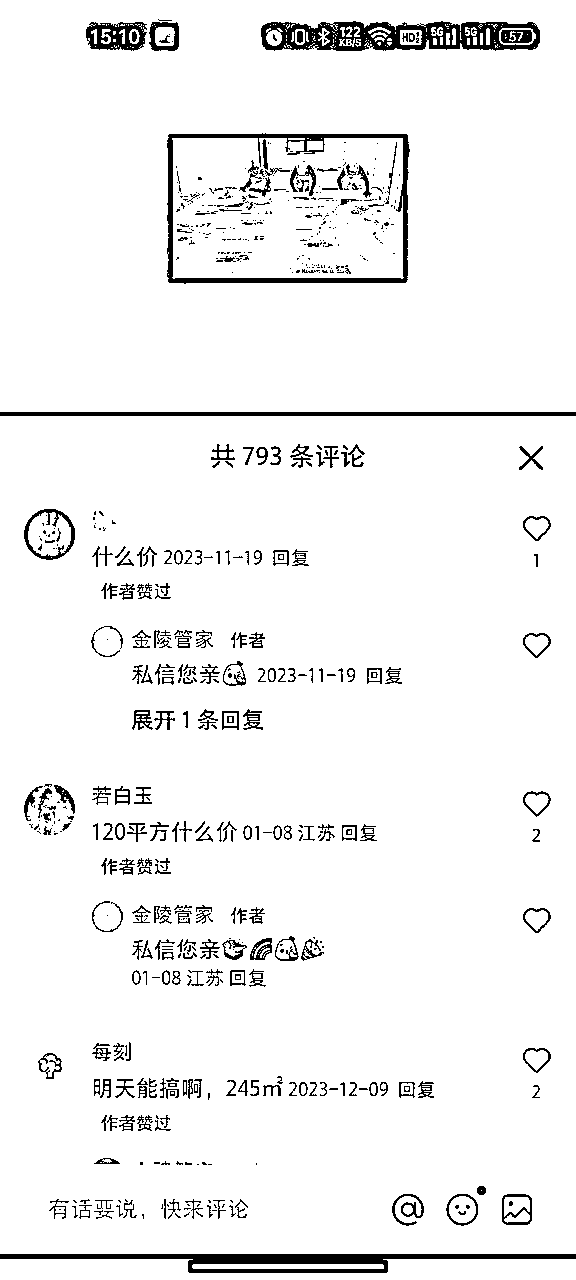 15:10
122 KB/S HD 5G 5G 57
共 793 条评论
什么价 2023-11-19 回复
1
作者赞过
金陵管家 作者
私信您亲 2023-11-19 回复
展开 1 条回复
若白玉
120平方什么价 01-08 江苏 回复
2
作者赞过
金陵管家 作者
私信您亲
01-08 江苏 回复
每刻
明天能搞啊，245㎡ 2023-12-09 回复
2
作者赞过
有话要说，快来评论